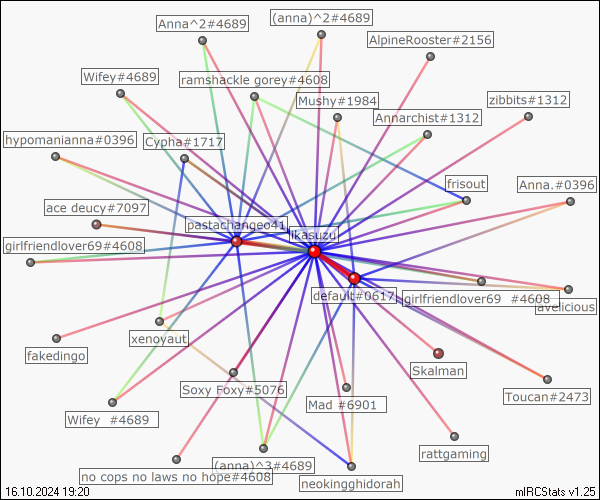 Anna^2#4689
(anna)^2#4689
AlpineRooster#2156
Wifey#4689
ramshackle gorey#4608
Mushy#1984
zibbits#1312
Annarchist#1312
hypomanianna#0396
Cypha#1717
frisout
Anna.#0396
ace deucy#7097
pastachangeo41
ikasuzu
girlfriendlover69#4608
default#0617
girlfriendlover69  #4608
avelicious
fakedingo
xenoyaut
Skalman
Soxy Foxy#5076
Toucan#2473
Mad #6901
Wifey  #4689
rattgaming
(anna)^3#4689
no cops no laws no hope#4608
neokingghidorah
16.10.2024 19:20
mIRCStats v1.25